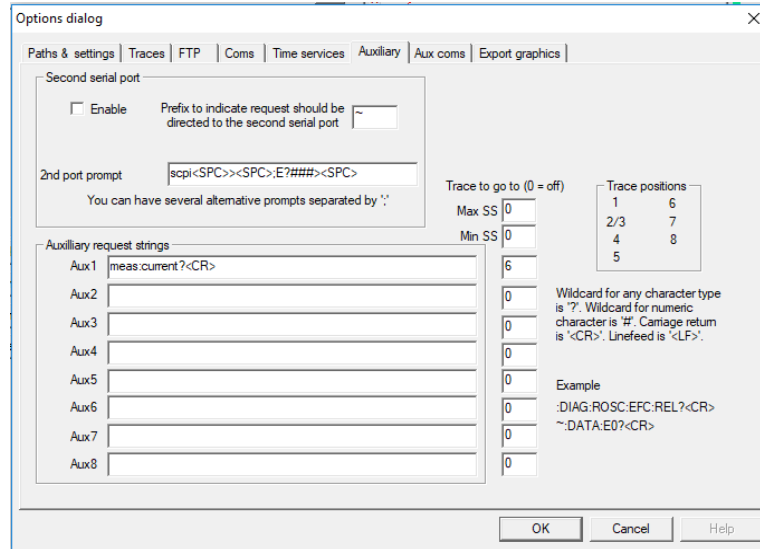 Options dialog
Paths & settings Traces FTP Coms Time services Auxiliary Aux coms Export graphics
Second serial port
Enable
Prefix to indicate request should be
directed to the second serial port
~
2nd port prompt
scpi<SPC>><SPC>;E?###><SPC>
You can have several alternative prompts separated by ';'
Trace to go to (0 = off)
Max SS 0
Min SS 0
Trace positions
1 6
2/3 7
4 8
5
Auxilliary request strings
Aux1 meas:current?<CR> 6
Aux2 0
Aux3 0
Aux4 0
Aux5 0
Aux6 0
Aux7 0
Aux8 0
Wildcard for any character type
is '?'. Wildcard for numeric
character is '#'. Carriage return
is '<CR>'. Linefeed is '<LF>'.
Example
:DIAG:ROSC:EFC:REL?<CR>
~:DATA:E0?<CR>
OK Cancel Help